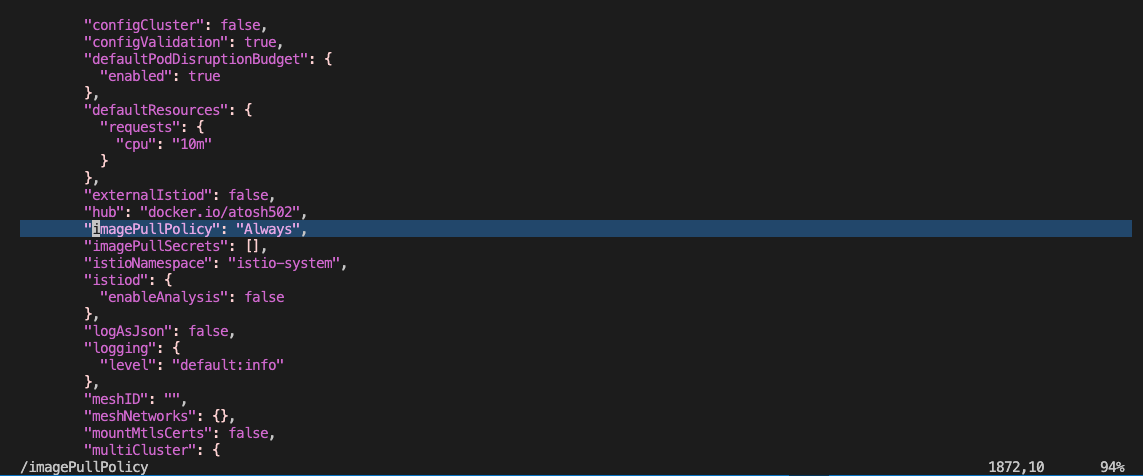 "configCluster": false,
"configValidation": true,
"defaultPodDisruptionBudget": {
"enabled": true
},
"defaultResources": {
"requests": {
"cpu": "10m"
}
},
"externalIstiod": false,
"hub": "docker.io/atosh502",
"imagePullPolicy": "Always",
"imagePullSecrets": [],
"istioNamespace": "istio-system",
"istiod": {
"enableAnalysis": false
},
"logAsJson": false,
"logging": {
"level": "default:info"
},
"meshID": "",
"meshNetworks": {},
"mountMtlsCerts": false,
"multiCluster": {
/imagePullPolicy 1872,10 94%